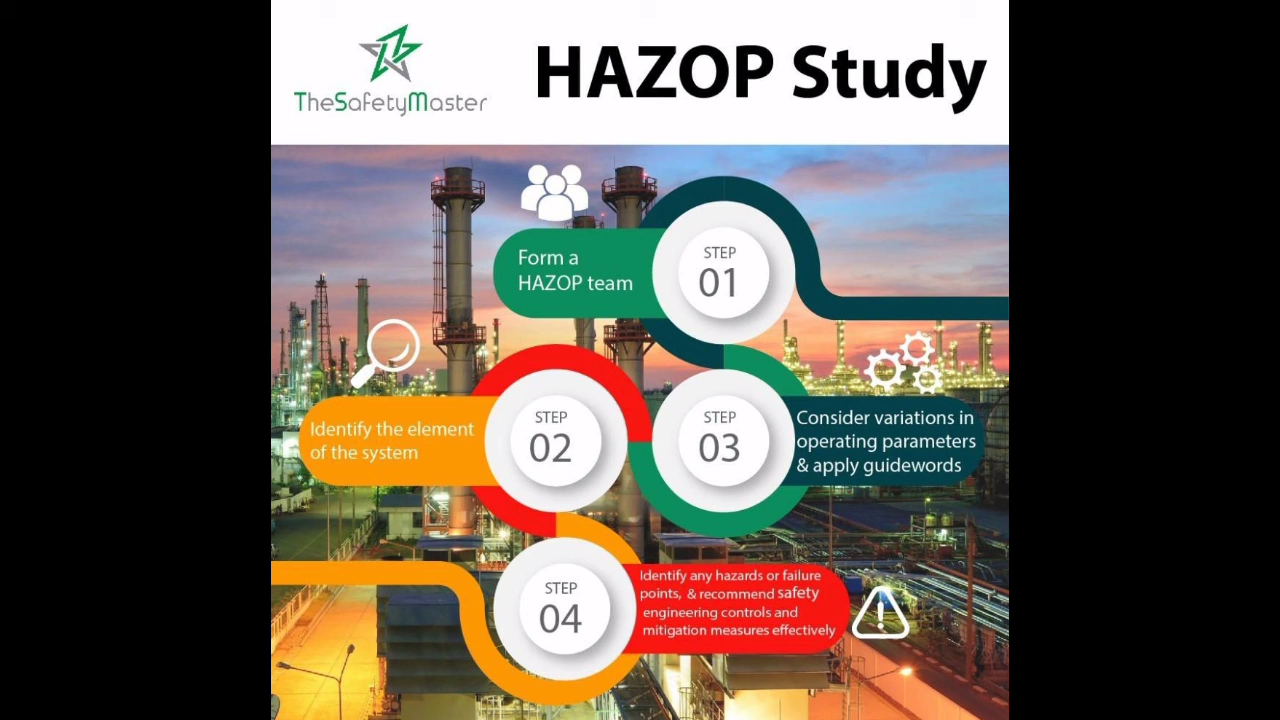 TheSafetyMaster
HAZOP Study
Form a
HAZOP team
STEP
01
Identify the element
of the system
STEP
02
STEP
03
Consider variations in
operating parameters
& apply guidewords
STEP
04
Identify any hazards or failure
points, & recommend safety
engineering controls and
mitigation measures effectively